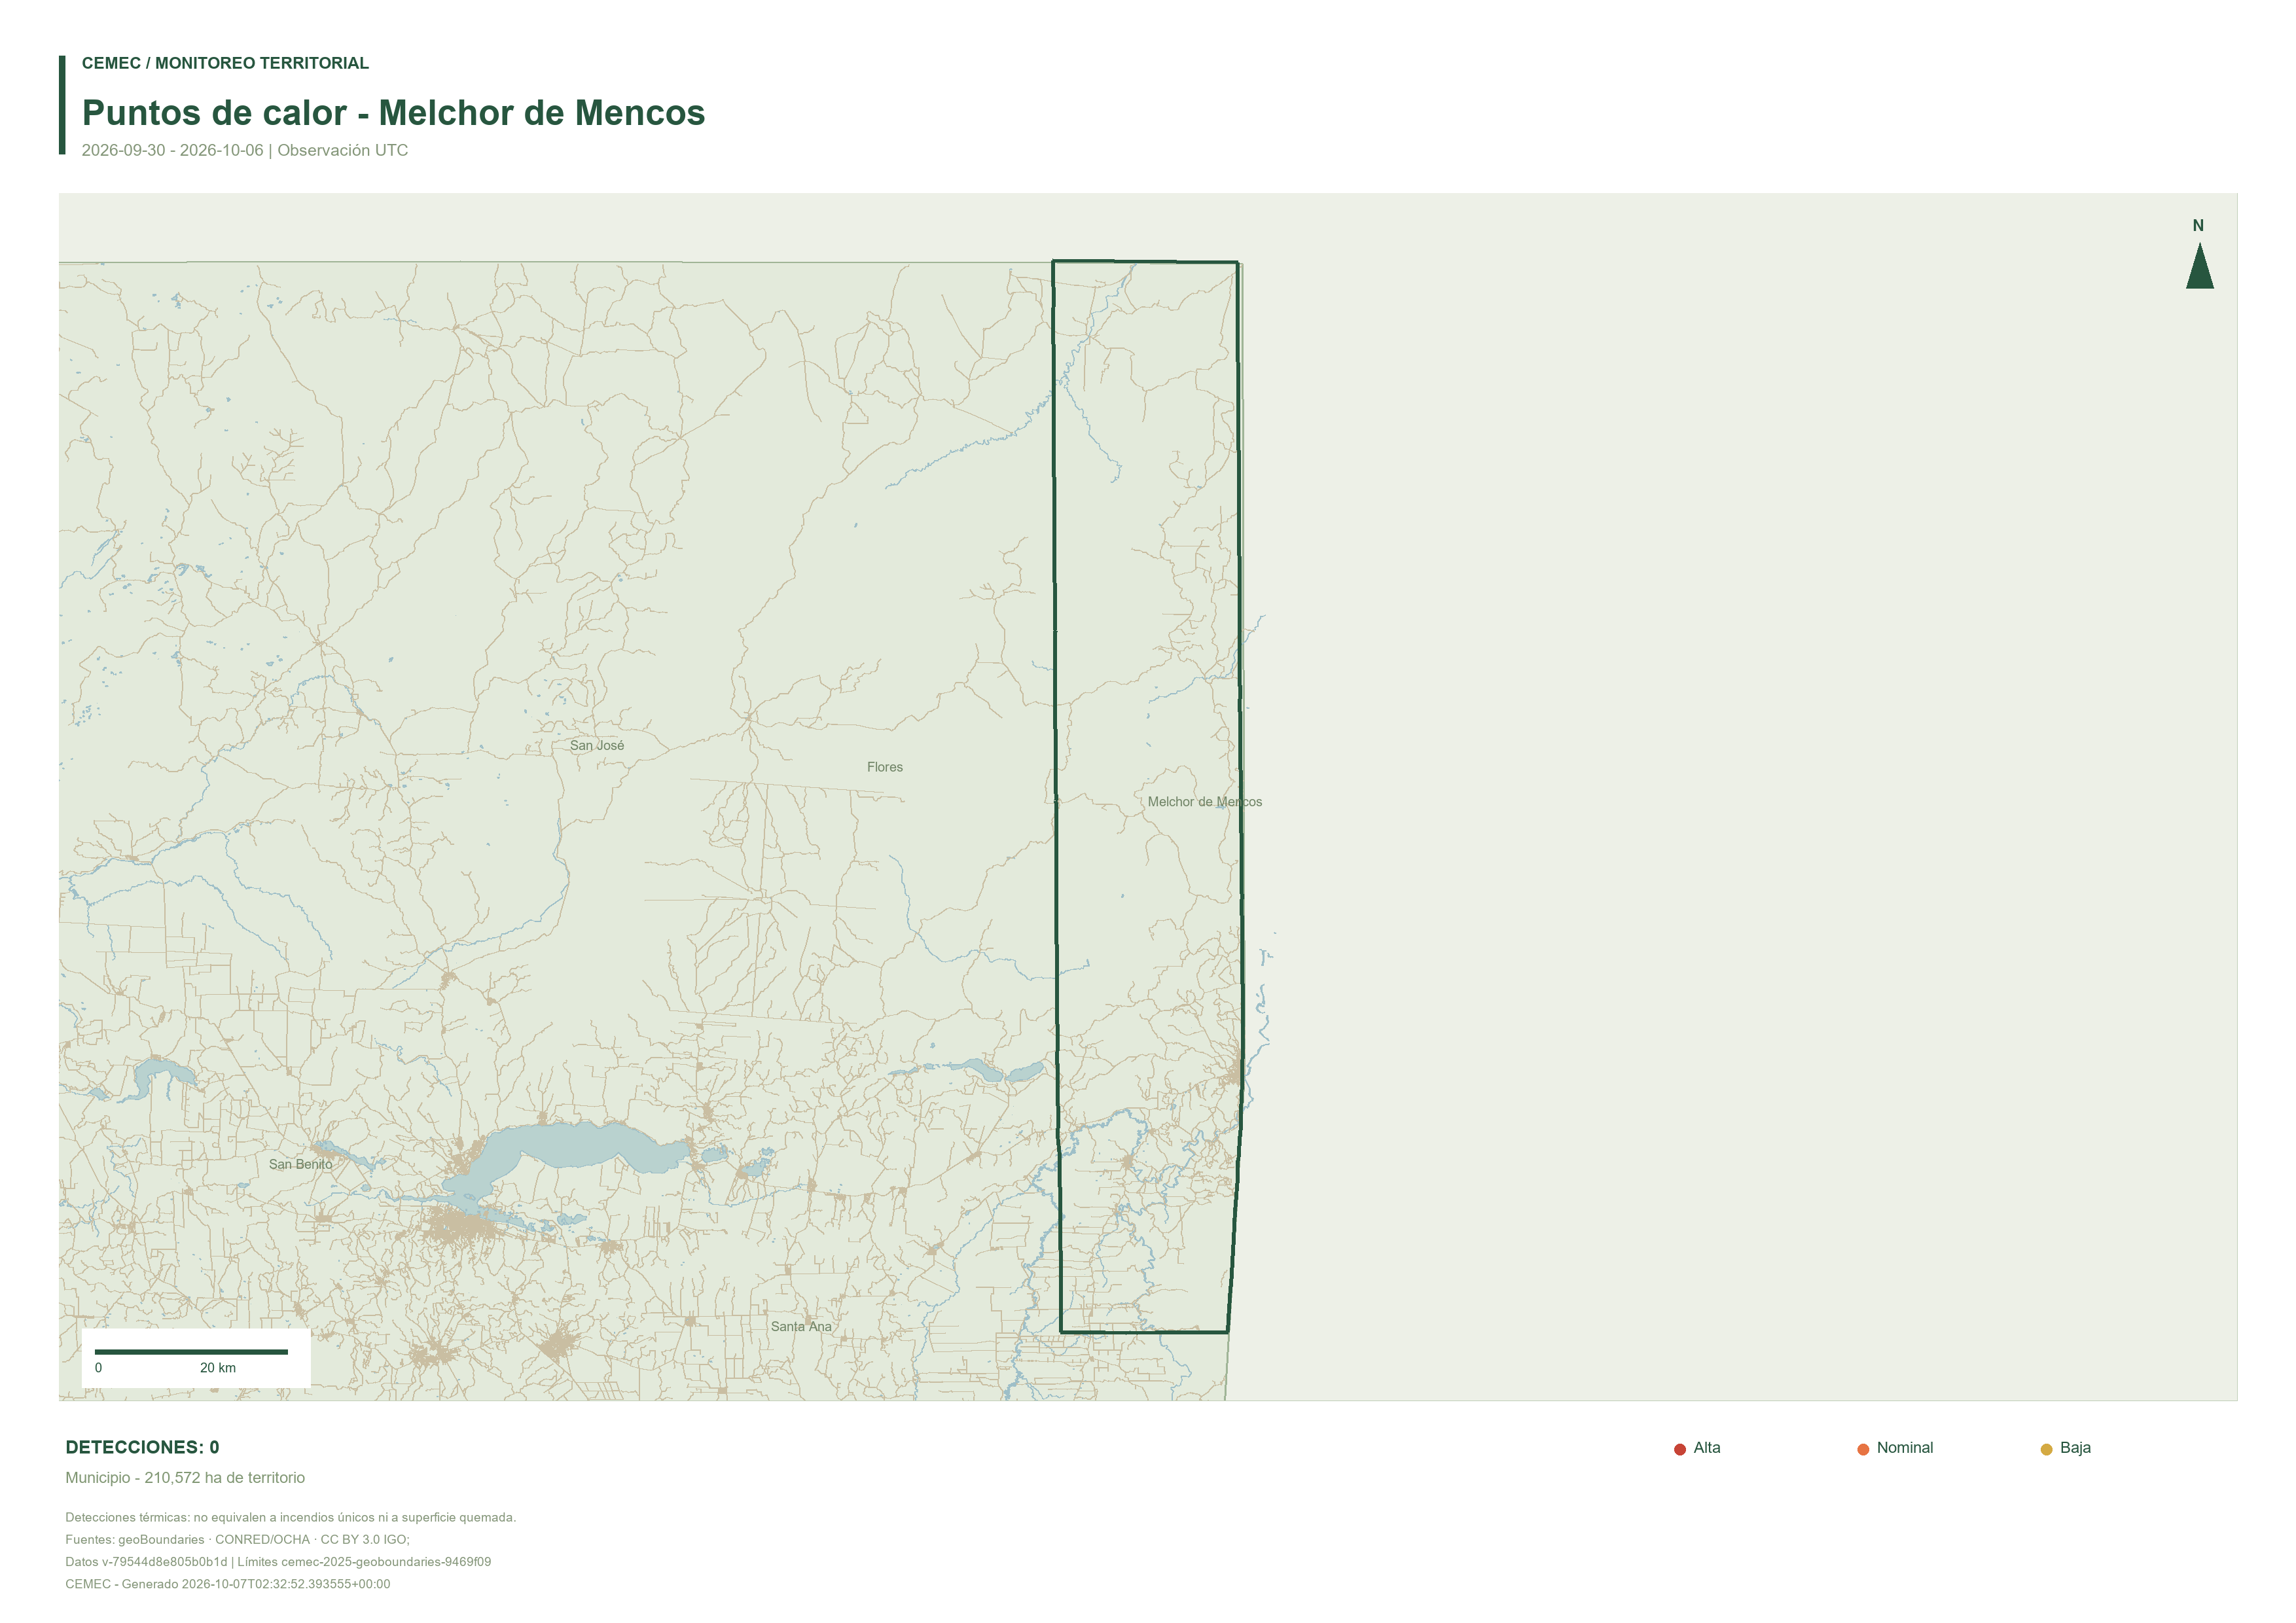 CEMEC / MONITOREO TERRITORIAL
Puntos de calor - Melchor de Mencos
2026-09-30 - 2026-10-06 | Observación UTC
N
San José
Flores
Melchor de Mencos
San Benito
Santa Ana
0 20 km
DETECCIONES: 0
Alta Nominal Baja
Municipio - 210,572 ha de territorio
Detecciones térmicas: no equivalen a incendios únicos ni a superficie quemada.
Fuentes: geoBoundaries · CONRED/OCHA · CC BY 3.0 IGO;
Datos v-79544d8e805b0b1d | Límites cemec-2025-geoboundaries-9469f09
CEMEC - Generado 2026-10-07T02:32:52.393555+00:00